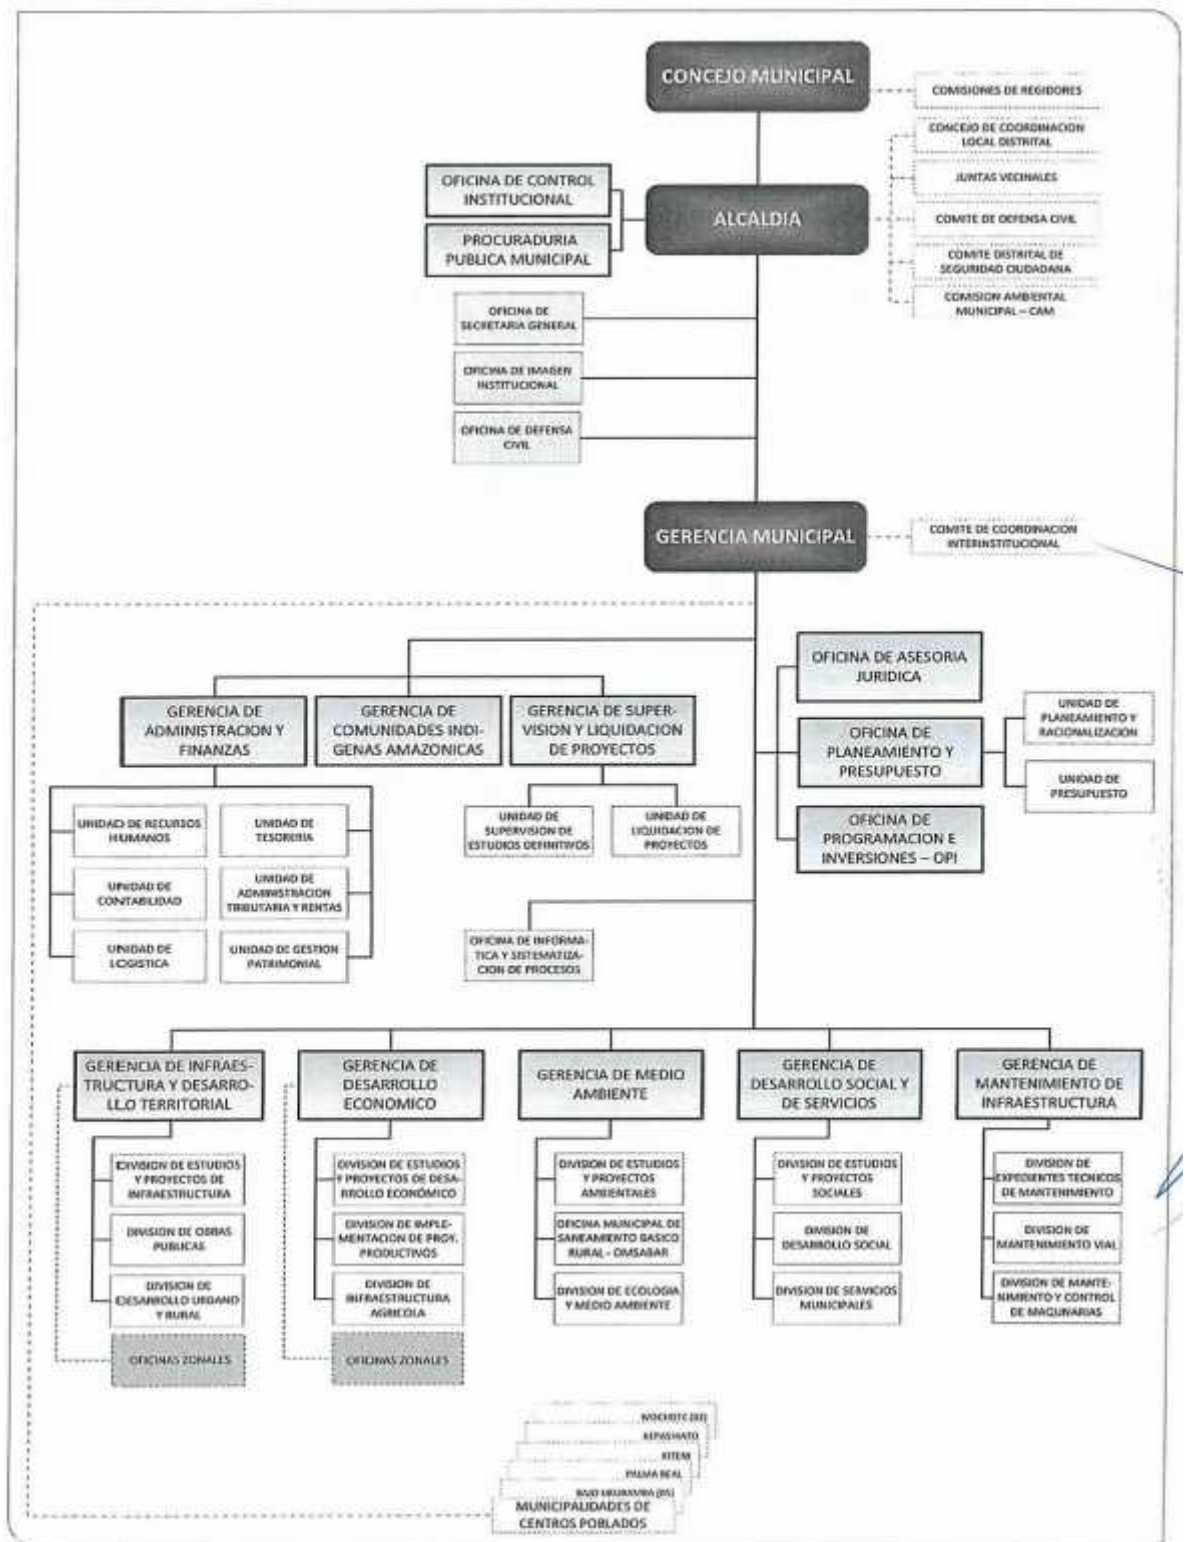 CONCEJO MUNICIPAL
COMISIONES DE REGIDORES
CONCEJO DE COORDINACION
LOCAL DISTRITAL
JUNTAS VECINALES
COMITE DE DEFENSA CIVIL
COMITE DISTRITAL DE
SEGURIDAD CIUDADANA
COMISION AMBIENTAL
MUNICIPAL – CAM
OFICINA DE CONTROL
INSTITUCIONAL
PROCURADURIA
PUBLICA MUNICIPAL
ALCALDIA
OFICINA DE
SECRETARIA GENERAL
OFICINA DE IMAGEN
INSTITUCIONAL
OFICINA DE DEFENSA
CIVIL
GERENCIA MUNICIPAL
COMITE DE COORDINACION
INTERINSTITUCIONAL
OFICINA DE ASESORIA
JURIDICA
OFICINA DE
PLANEAMIENTO Y
PRESUPUESTO
UNIDAD DE
PLANEAMIENTO Y
RACIONALIZACION
UNIDAD DE
PRESUPUESTO
OFICINA DE
PROGRAMACION E
INVERSIONES – OPI
GERENCIA DE
ADMINISTRACION Y
FINANZAS
GERENCIA DE
COMUNIDADES INDI-
GENAS AMAZONICAS
GERENCIA DE SUPER-
VISION Y LIQUIDACION
DE PROYECTOS
UNIDAD DE RECURSOS
HUMANOS
UNIDAD DE
TESORERIA
UNIDAD DE
CONTABILIDAD
UNIDAD DE
ADMINISTRACION
TRIBUTARIA Y RENTAS
UNIDAD DE
LOGISTICA
UNIDAD DE GESTION
PATRIMONIAL
UNIDAD DE
SUPERVISION DE
ESTUDIOS DEFINITIVOS
UNIDAD DE
LIQUIDACION DE
PROYECTOS
OFICINA DE INFORMA-
TICA Y SISTEMATIZA-
CION DE PROCESOS
GERENCIA DE INFRAES-
TRUCTURA Y DESARRO-
LLO TERRITORIAL
DIVISION DE ESTUDIOS
Y PROYECTOS DE
INFRAESTRUCTURA
DIVISION DE OBRAS
PUBLICAS
DIVISION DE
DESARROLLO URBANO
Y RURAL
OFICINAS ZONALES
GERENCIA DE
DESARROLLO
ECONOMICO
DIVISION DE ESTUDIOS
Y PROYECTOS DE DESA-
RROLLO ECONÓMICO
DIVISION DE IMPLE-
MENTACION DE PROY.
PRODUCTIVOS
DIVISION DE
INFRAESTRUCTURA
AGRICOLA
OFICINAS ZONALES
GERENCIA DE MEDIO
AMBIENTE
DIVISION DE ESTUDIOS
Y PROYECTOS
AMBIENTALES
OFICINA MUNICIPAL DE
SANEAMIENTO BASICO
RURAL - OMSABAR
DIVISION DE ECOLOGIA
Y MEDIO AMBIENTE
GERENCIA DE
DESARROLLO SOCIAL Y
DE SERVICIOS
DIVISION DE ESTUDIOS
Y PROYECTOS
SOCIALES
DIVISION DE
DESARROLLO SOCIAL
DIVISION DE SERVICIOS
MUNICIPALES
GERENCIA DE
MANTENIMIENTO DE
INFRAESTRUCTURA
DIVISION DE
EXPEDIENTES TECNICOS
DE MANTENIMIENTO
DIVISION DE
MANTENIMIENTO VIAL
DIVISION DE MANTE-
NIMIENTO Y CONTROL
DE MAQUINARIAS
KEPASHIATO
KITENI
PALMA REAL
BAJO URUBAMBA (05)
MUNICIPALIDADES DE
CENTROS POBLADOS